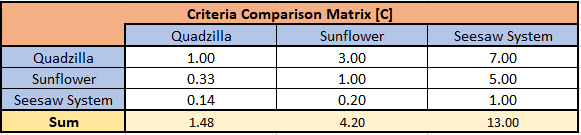 Criteria Comparison Matrix [C]
Quadzilla Sunflower Seesaw System
Quadzilla 1.00 3.00 7.00
Sunflower 0.33 1.00 5.00
Seesaw System 0.14 0.20 1.00
Sum 1.48 4.20 13.00